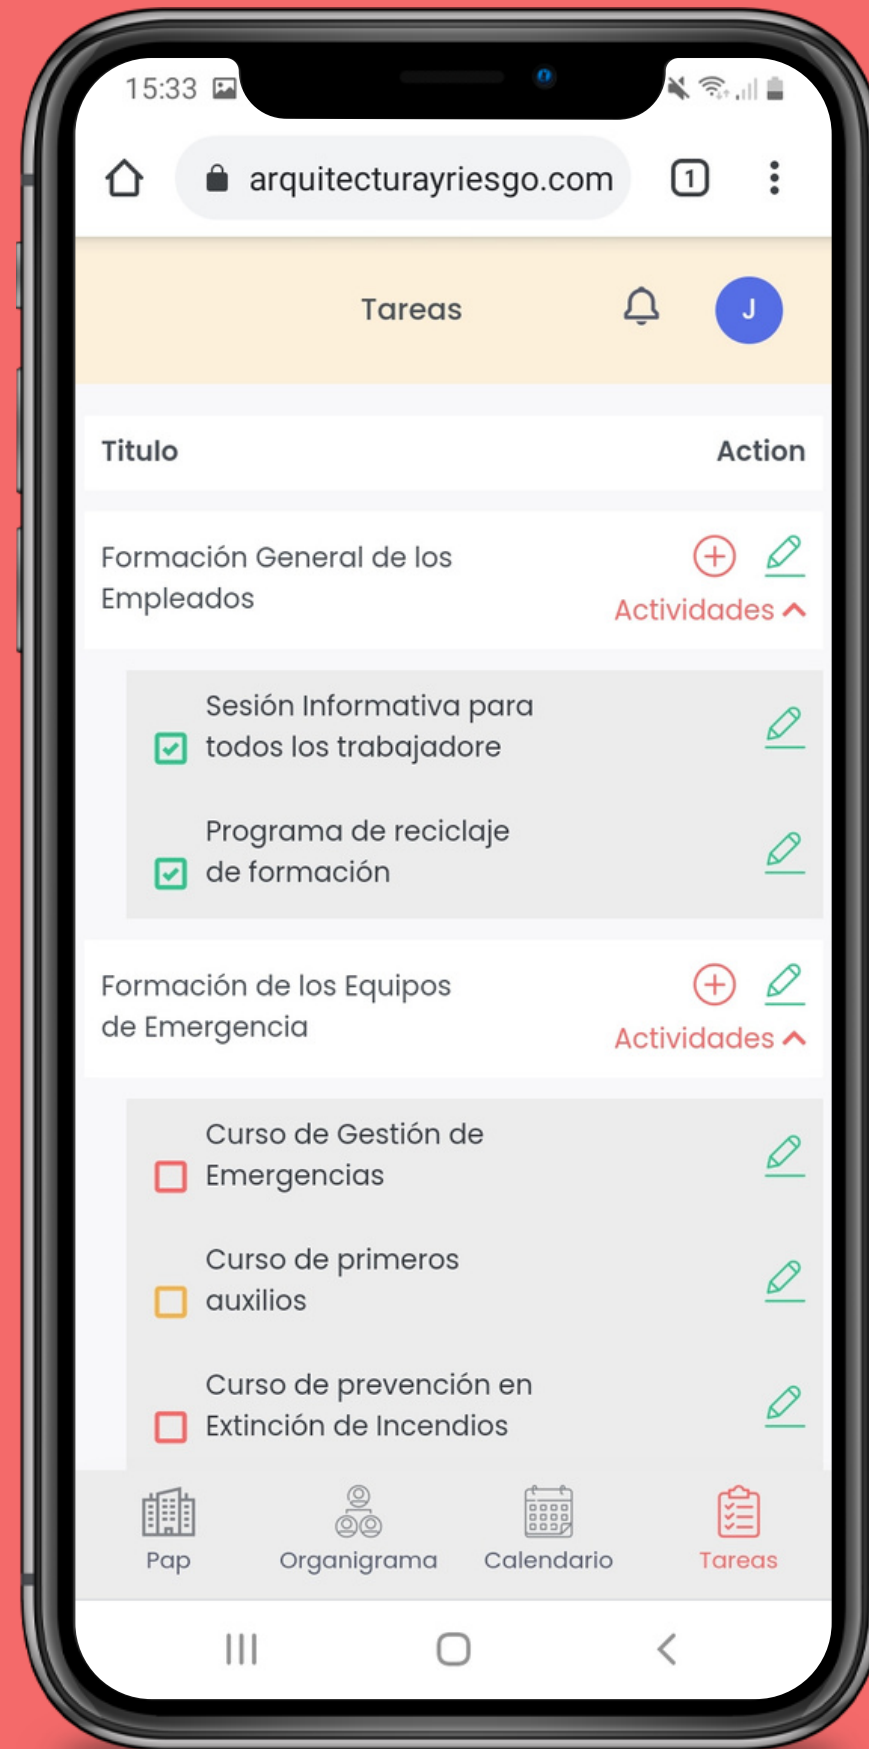 15:33
arquitecturayriesgo.com
1
Tareas
J
Titulo
Action
Formación General de los
Empleados
Actividades
Sesión Informativa para
todos los trabajadore
Programa de reciclaje
de formación
Formación de los Equipos
de Emergencia
Actividades
Curso de Gestión de
Emergencias
Curso de primeros
auxilios
Curso de prevención en
Extinción de Incendios
Pap
Organigrama
Calendario
Tareas